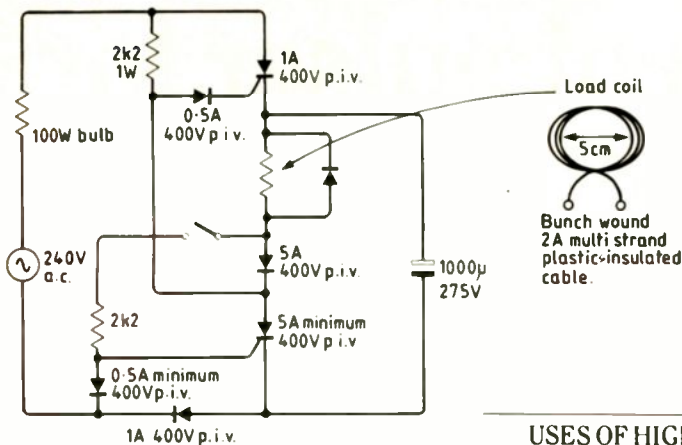 2k2
1W
1A
400V p.i.v.
0·5A
400V p.i.v.
100W bulb
Load coil
5cm
Bunch wound
2A multi strand
plastic-insulated
cable.
240V
a.c.
5A
400V p.i.v.
1000µ
275V
2k2
5A minimum
400V p.i.v
0·5A minimum
400V p.i.v.
1A 400V p.i.v.
USES OF HIG